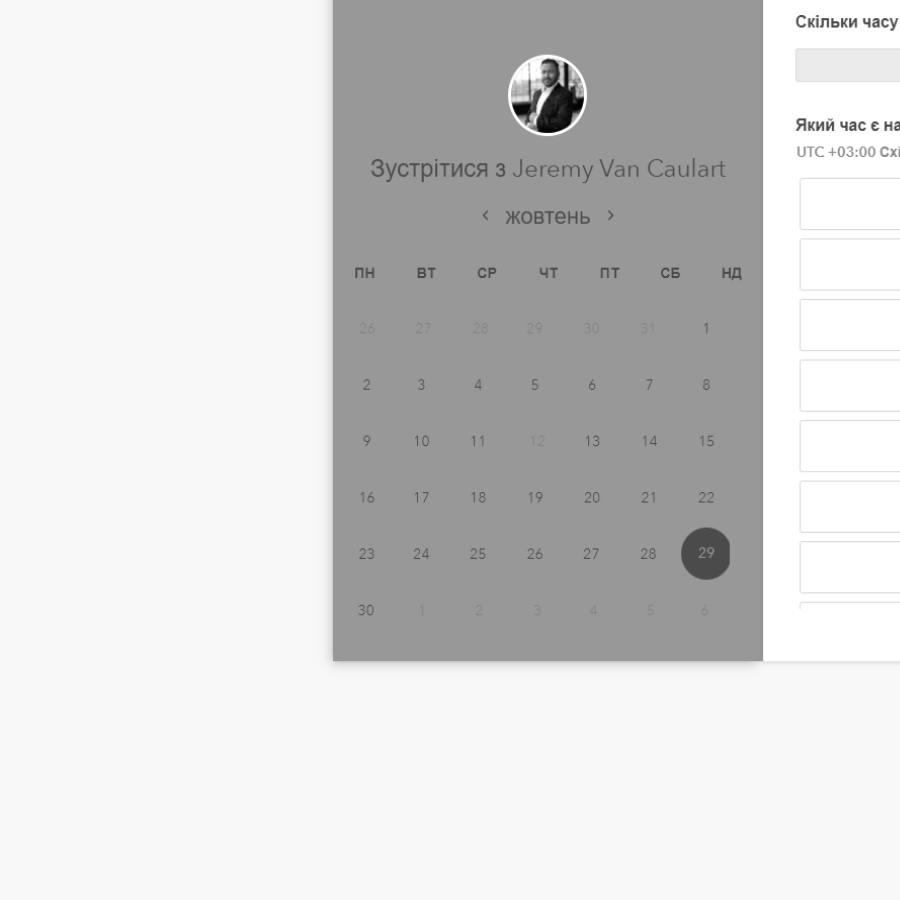 Зустрітися з Jeremy Van Caulart
жовтень
ПН ВТ СР ЧТ ПТ СБ НД
26 27 28 29 30 31 1
2 3 4 5 6 7 8
9 10 11 12 13 14 15
16 17 18 19 20 21 22
23 24 25 26 27 28 29
30 1 2 3 4 5 6
Скільки часу
Який час є
UTC +03:00